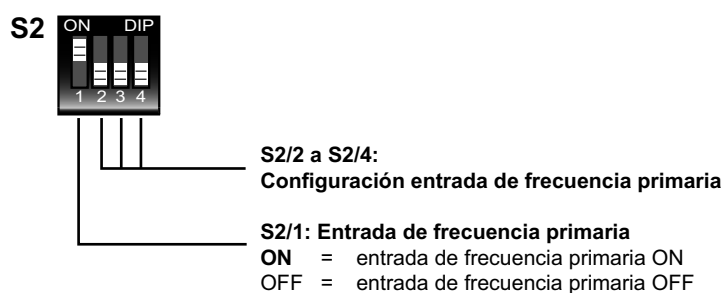 S2
ON DIP
1 2 3 4
S2/2 a S2/4:
Configuración entrada de frecuencia primaria
S2/1: Entrada de frecuencia primaria
ON = entrada de frecuencia primaria ON
OFF = entrada de frecuencia primaria OFF